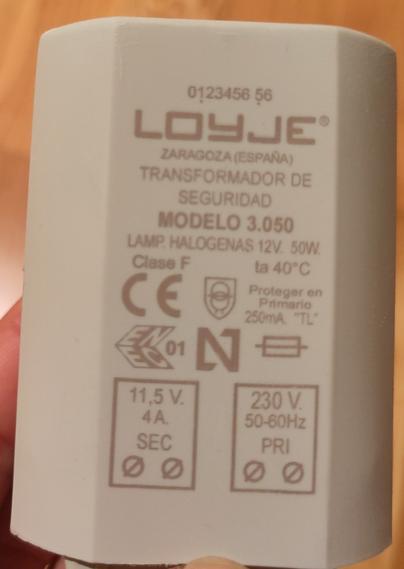 0123456 56
LOYJE®
ZARAGOZA (ESPAÑA)
TRANSFORMADOR DE
SEGURIDAD
MODELO 3.050
LAMP. HALOGENAS 12V. 50W.
Clase F ta 40°C
CE
Proteger en
Primario
250mA. "TL"
ENEC 01 N
11,5 V.
4A.
SEC
230 V.
50-60Hz
PRI